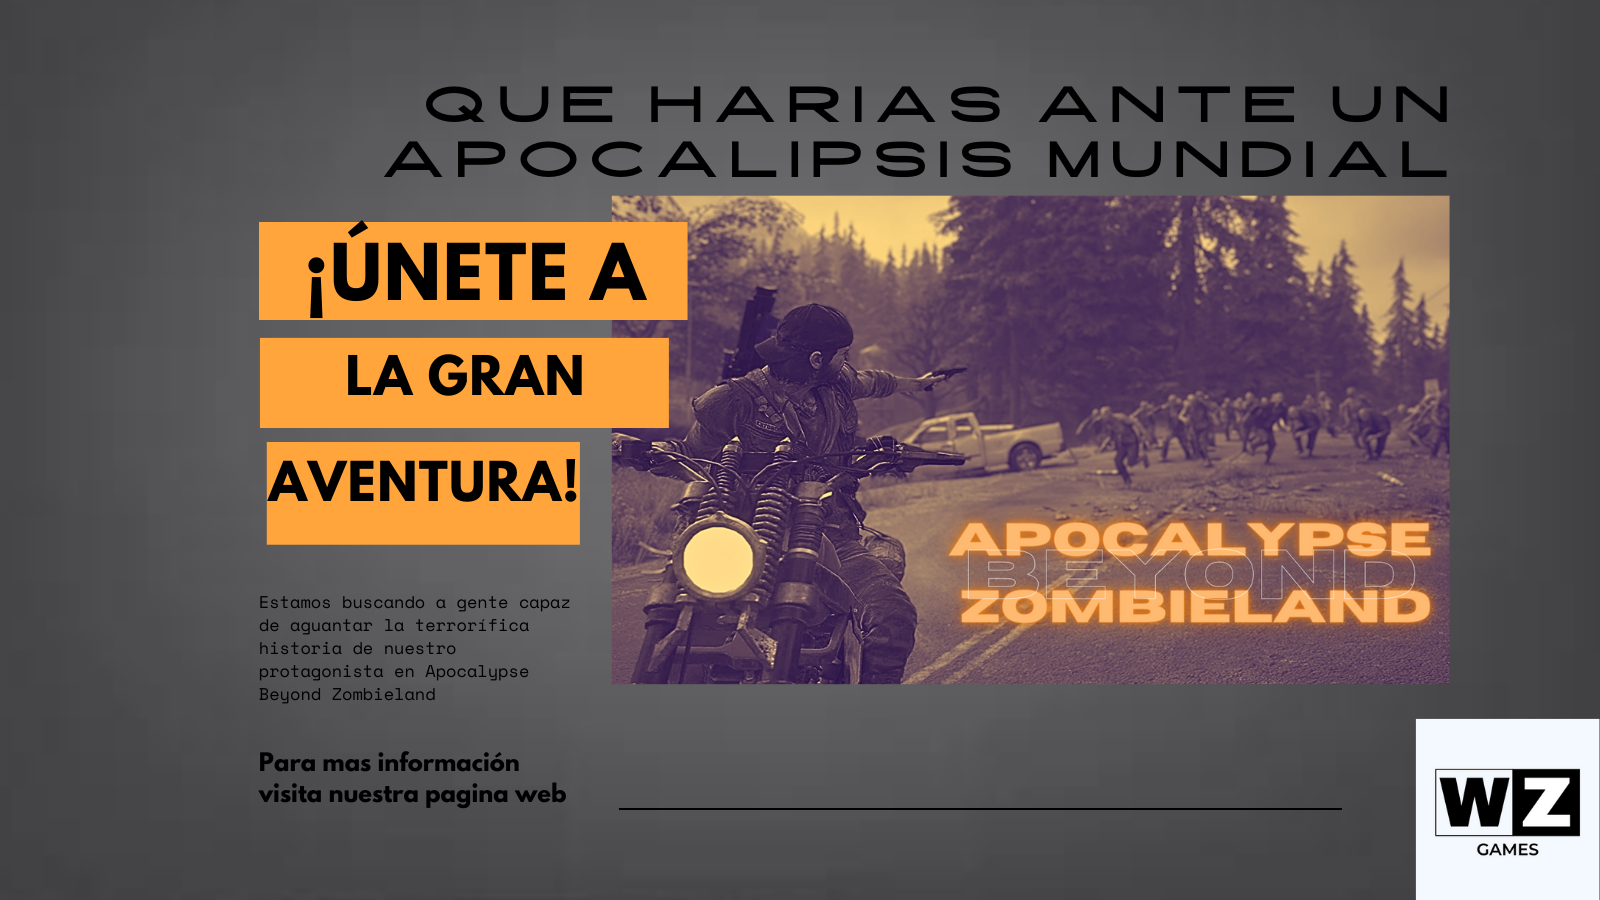 QUE HARIAS ANTE UN
APOCALIPSIS MUNDIAL
¡ÚNETE A
LA GRAN
AVENTURA!
APOCALYPSE
BEYOND
ZOMBIELAND
Estamos buscando a gente capaz
de aguantar la terrorífica
historia de nuestro
protagonista en Apocalypse
Beyond Zombieland
Para mas información
visita nuestra pagina web
WZ
GAMES